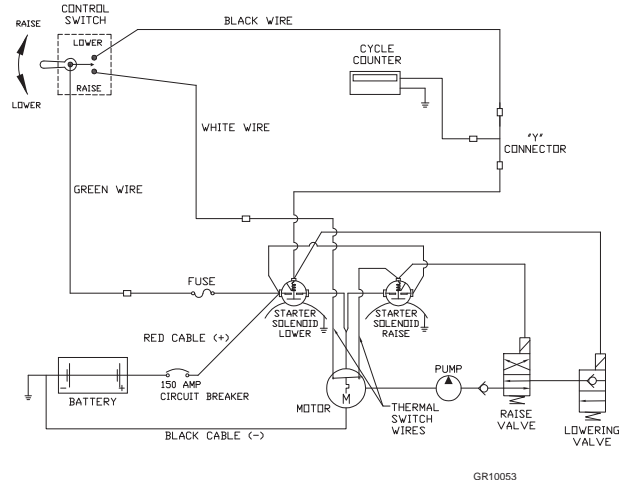 CONTROL
SWITCH
RAISE
LOWER
RAISE
LOWER
BLACK WIRE
CYCLE
COUNTER
WHITE WIRE
"Y"
CONNECTOR
GREEN WIRE
FUSE
STARTER
SOLENOID
LOWER
STARTER
SOLENOID
RAISE
RED CABLE (+)
150 AMP
CIRCUIT BREAKER
-
+
BATTERY
MOTOR
M
THERMAL
SWITCH
WIRES
PUMP
RAISE
VALVE
LOWERING
VALVE
BLACK CABLE (-)
GR10053